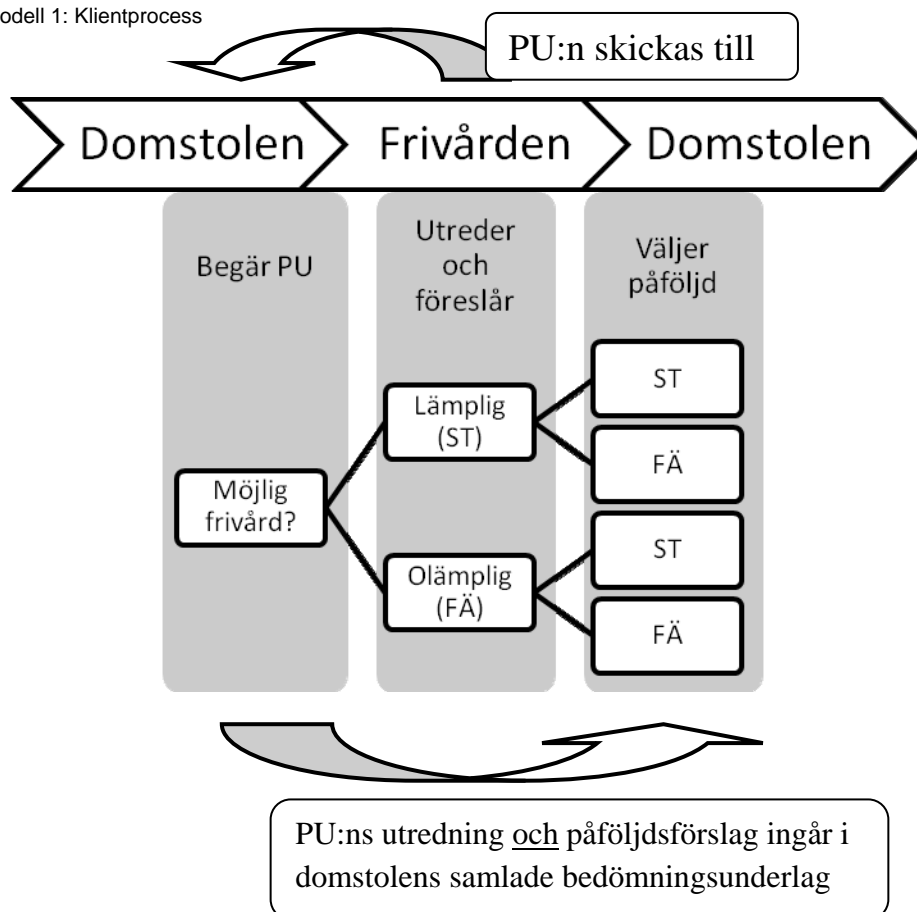 odell 1: Klientprocess
PU:n skickas till
Domstolen
Frivården
Domstolen
Begär PU
Utreder
och
föreslår
Väljer
påföljd
Möjlig
frivård?
Lämplig
(ST)
Olämplig
(FÄ)
ST
FÄ
ST
FÄ
PU:ns utredning och påföljdsförslag ingår i
domstolens samlade bedömningsunderlag